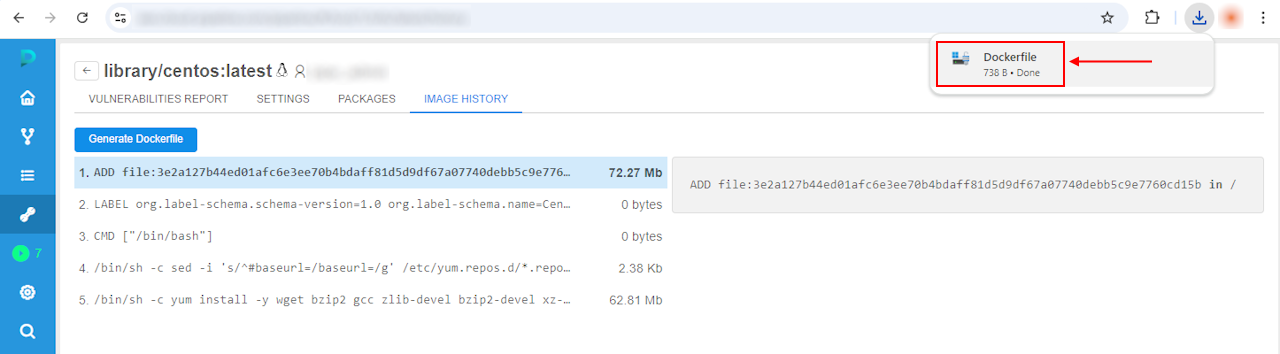 Dockerfile
738 B • Done
library/centos:latest
VULNERABILITIES REPORT SETTINGS PACKAGES IMAGE HISTORY
Generate Dockerfile
1. ADD file:3e2a127b44ed01afc6e3ee70b4bdaff81d5d9df67a07740debb5c9e776… 72.27 Mb
2. LABEL org.label-schema.schema-version=1.0 org.label-schema.name=Cen… 0 bytes
3. CMD ["/bin/bash"] 0 bytes
4. /bin/sh -c sed -i 's/^#baseurl=/baseurl=/g' /etc/yum.repos.d/*.repo… 2.38 Kb
5. /bin/sh -c yum install -y wget bzip2 gcc zlib-devel bzip2-devel xz-… 62.81 Mb
ADD file:3e2a127b44ed01afc6e3ee70b4bdaff81d5d9df67a07740debb5c9e7760cd15b in /
7